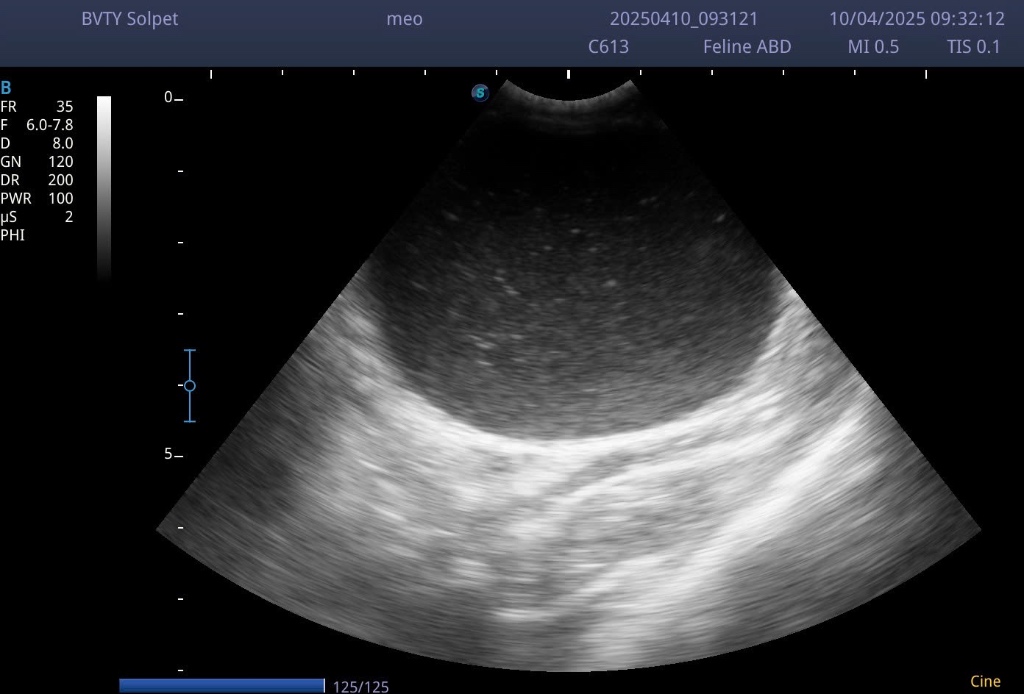 BVTY Solpet meo 20250410_093121 10/04/2025 09:32:12
C613 Feline ABD MI 0.5 TIS 0.1
B
FR 35
F 6.0-7.8
D 8.0
GN 120
DR 200
PWR 100
µS 2
PHI
S
0
5
125/125
Cine